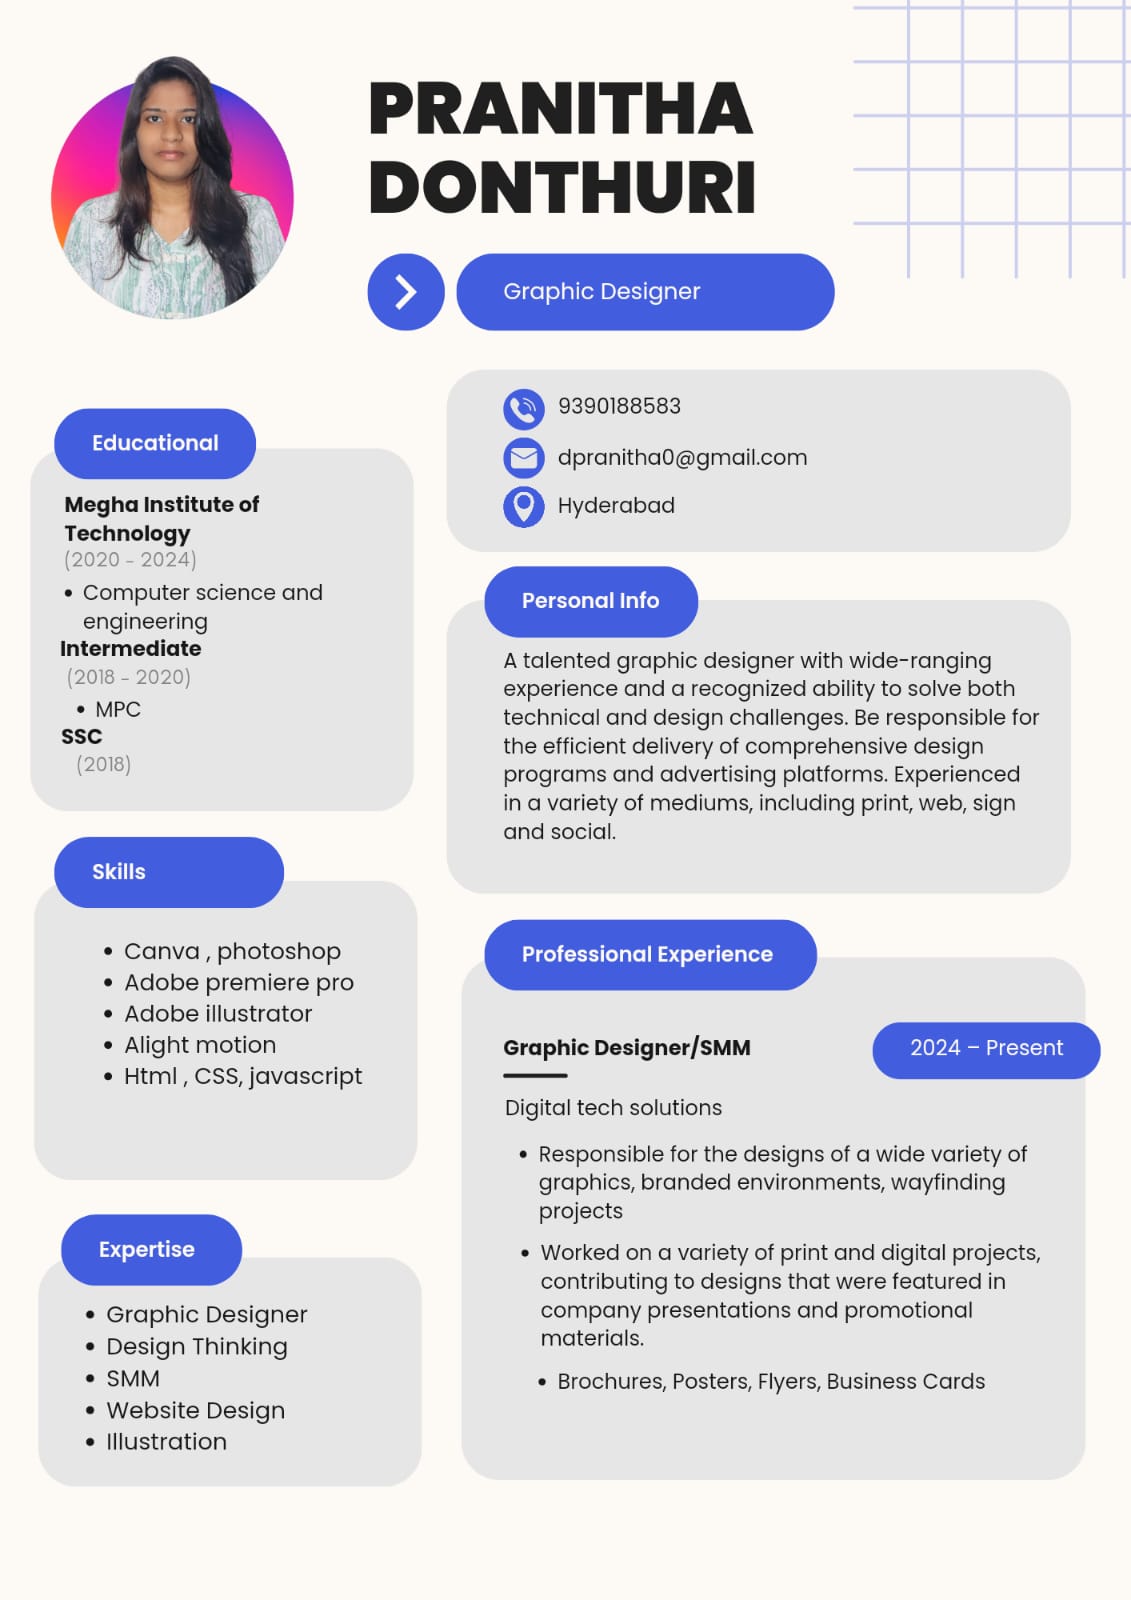 PRANITHA
DONTHURI
Graphic Designer
9390188583
dpranitha0@gmail.com
Hyderabad
Educational
Megha Institute of
Technology
(2020 - 2024)
• Computer science and
engineering
Intermediate
(2018 - 2020)
• MPC
SSC
(2018)
Skills
• Canva , photoshop
• Adobe premiere pro
• Adobe illustrator
• Alight motion
• Html , CSS, javascript
Expertise
• Graphic Designer
• Design Thinking
• SMM
• Website Design
• Illustration
Personal Info
A talented graphic designer with wide-ranging
experience and a recognized ability to solve both
technical and design challenges. Be responsible for
the efficient delivery of comprehensive design
programs and advertising platforms. Experienced
in a variety of mediums, including print, web, sign
and social.
Professional Experience
Graphic Designer/SMM
2024 – Present
Digital tech solutions
• Responsible for the designs of a wide variety of
graphics, branded environments, wayfinding
projects
• Worked on a variety of print and digital projects,
contributing to designs that were featured in
company presentations and promotional
materials.
• Brochures, Posters, Flyers, Business Cards